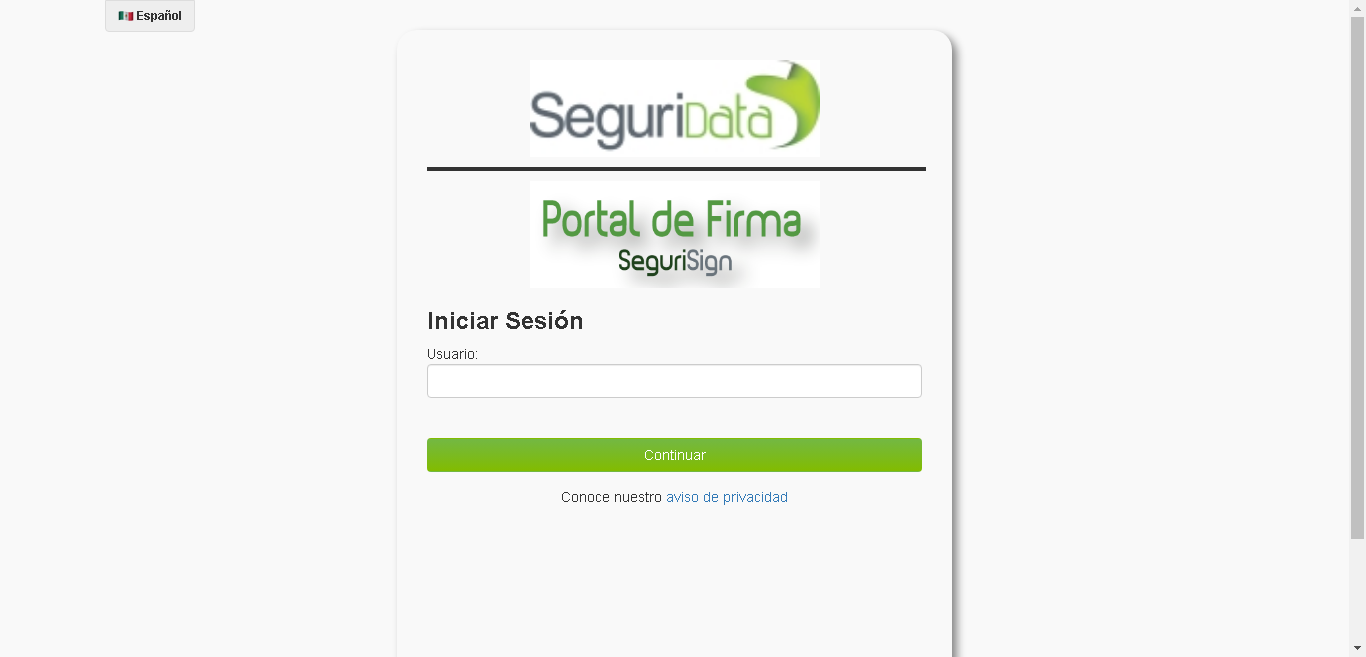 Español
SeguriData
Portal de Firma
SeguriSign
Iniciar Sesión
Usuario:
Continuar
Conoce nuestro aviso de privacidad